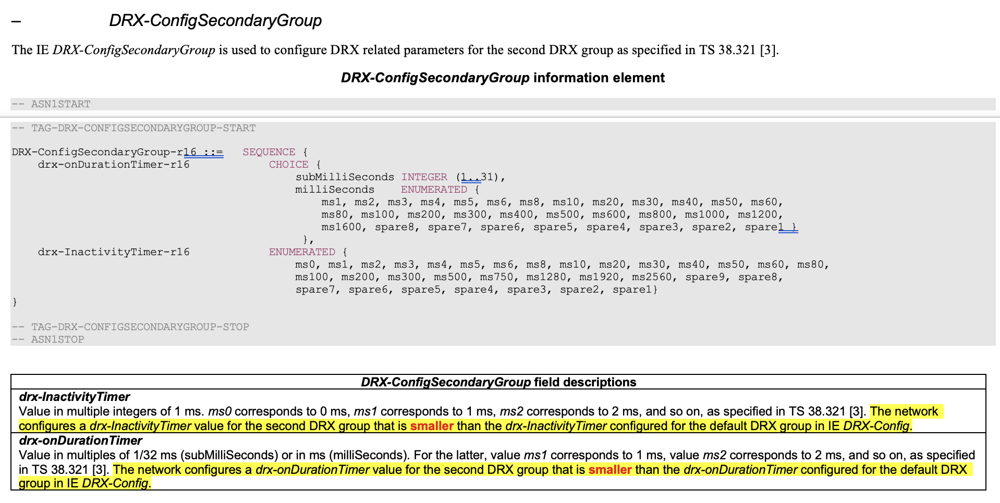 – DRX-ConfigSecondaryGroup
The IE DRX-ConfigSecondaryGroup is used to configure DRX related parameters for the second DRX group as specified in TS 38.321 [3].
DRX-ConfigSecondaryGroup information element
-- ASN1START
-- TAG-DRX-CONFIGSECONDARYGROUP-START
DRX-ConfigSecondaryGroup-r16 ::=   SEQUENCE {
    drx-onDurationTimer-r16            CHOICE {
                                           subMilliSeconds INTEGER (1..31),
                                           milliSeconds    ENUMERATED {
                                               ms1, ms2, ms3, ms4, ms5, ms6, ms8, ms10, ms20, ms30, ms40, ms50, ms60,
                                               ms80, ms100, ms200, ms300, ms400, ms500, ms600, ms800, ms1000, ms1200,
                                               ms1600, spare8, spare7, spare6, spare5, spare4, spare3, spare2, spare1 }
                                            },
    drx-InactivityTimer-r16            ENUMERATED {
                                           ms0, ms1, ms2, ms3, ms4, ms5, ms6, ms8, ms10, ms20, ms30, ms40, ms50, ms60, ms80,
                                           ms100, ms200, ms300, ms500, ms750, ms1280, ms1920, ms2560, spare9, spare8,
                                           spare7, spare6, spare5, spare4, spare3, spare2, spare1}
}
-- TAG-DRX-CONFIGSECONDARYGROUP-STOP
-- ASN1STOP
DRX-ConfigSecondaryGroup field descriptions
drx-InactivityTimer
Value in multiple integers of 1 ms. ms0 corresponds to 0 ms, ms1 corresponds to 1 ms, ms2 corresponds to 2 ms, and so on, as specified in TS 38.321 [3]. The network
configures a drx-InactivityTimer value for the second DRX group that is smaller than the drx-InactivityTimer configured for the default DRX group in IE DRX-Config.
drx-onDurationTimer
Value in multiples of 1/32 ms (subMilliSeconds) or in ms (milliSeconds). For the latter, value ms1 corresponds to 1 ms, value ms2 corresponds to 2 ms, and so on, as specified
in TS 38.321 [3]. The network configures a drx-onDurationTimer value for the second DRX group that is smaller than the drx-onDurationTimer configured for the default DRX
group in IE DRX-Config.